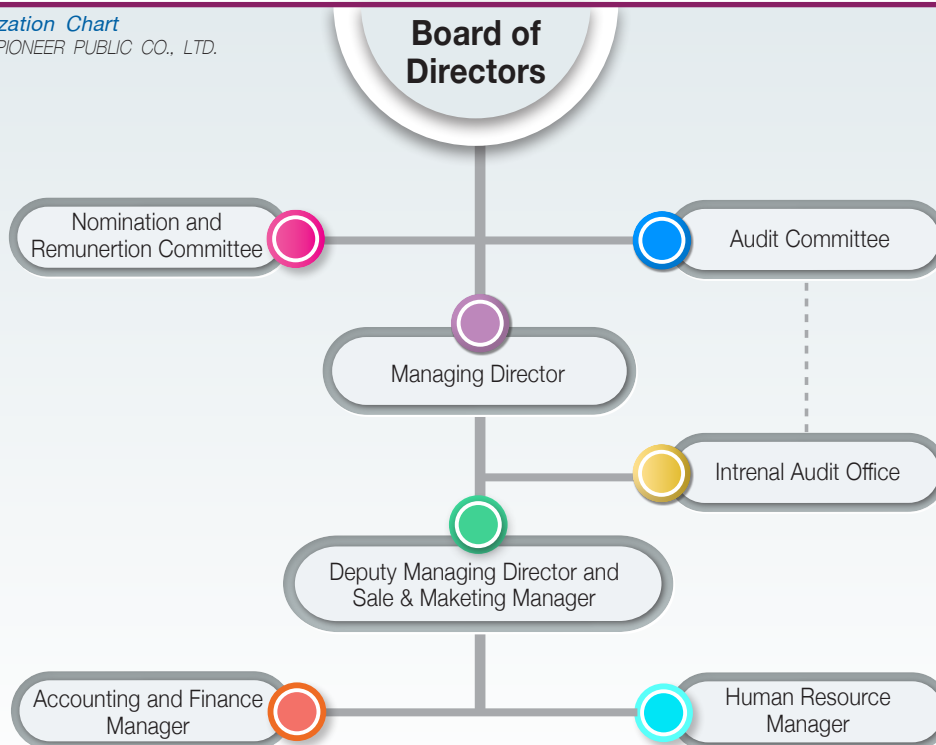 zation Chart
PIONEER PUBLIC CO., LTD.
Board of
Directors
Nomination and
Remunertion Committee
Audit Committee
Managing Director
Intrenal Audit Office
Deputy Managing Director and
Sale & Maketing Manager
Accounting and Finance
Manager
Human Resource
Manager